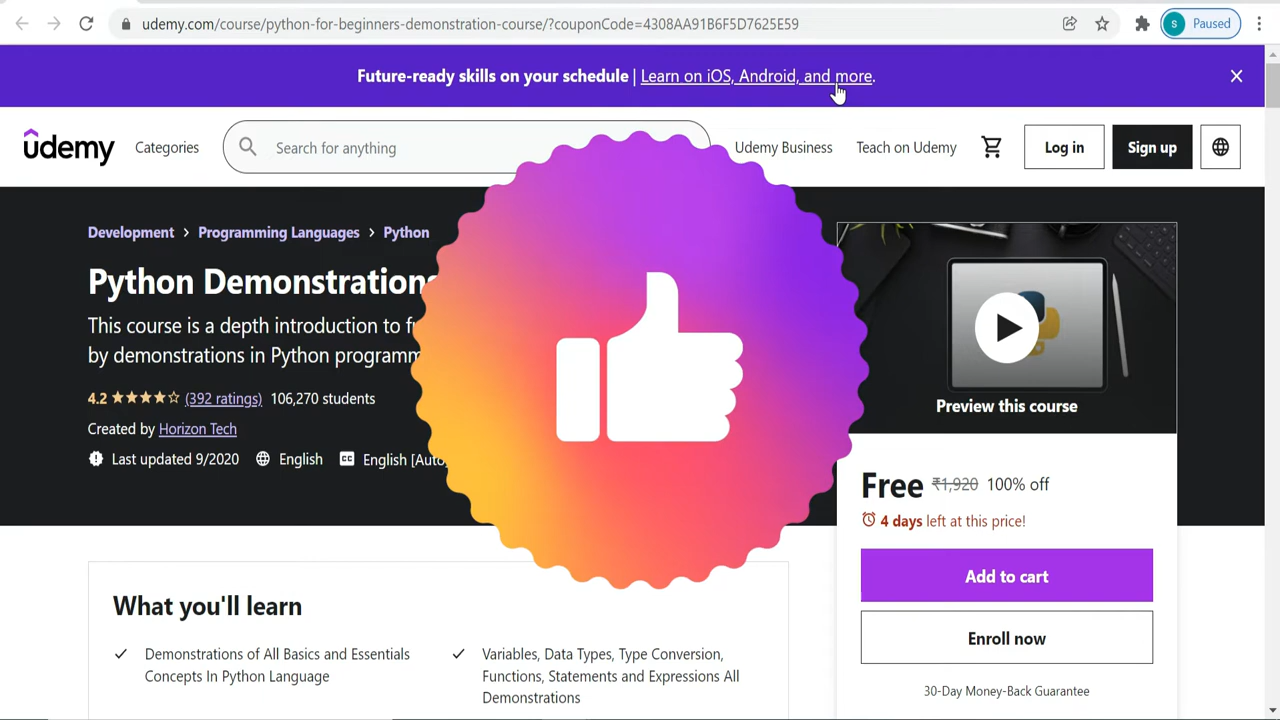 udemy.com/course/python-for-beginners-demonstration-course/?couponCode=4308AA91B6F5D7625E59
S
Paused
Future-ready skills on your schedule | Learn on iOS, Android, and more.
udemy
Categories
Search for anything
Udemy Business
Teach on Udemy
Log in
Sign up
Development > Programming Languages > Python
Python Demonstrations
This course is a depth introduction to
by demonstrations in Python
4.2 (392 ratings) 106,270 students
Created by Horizon Tech
Last updated 9/2020 English CC English [Auto
Preview this course
Free ₹1,920 100% off
4 days left at this price!
Add to cart
Enroll now
30-Day Money-Back Guarantee
What you'll learn
Demonstrations of All Basics and Essentials
Concepts In Python Language
Variables, Data Types, Type Conversion,
Functions, Statements and Expressions All
Demonstrations